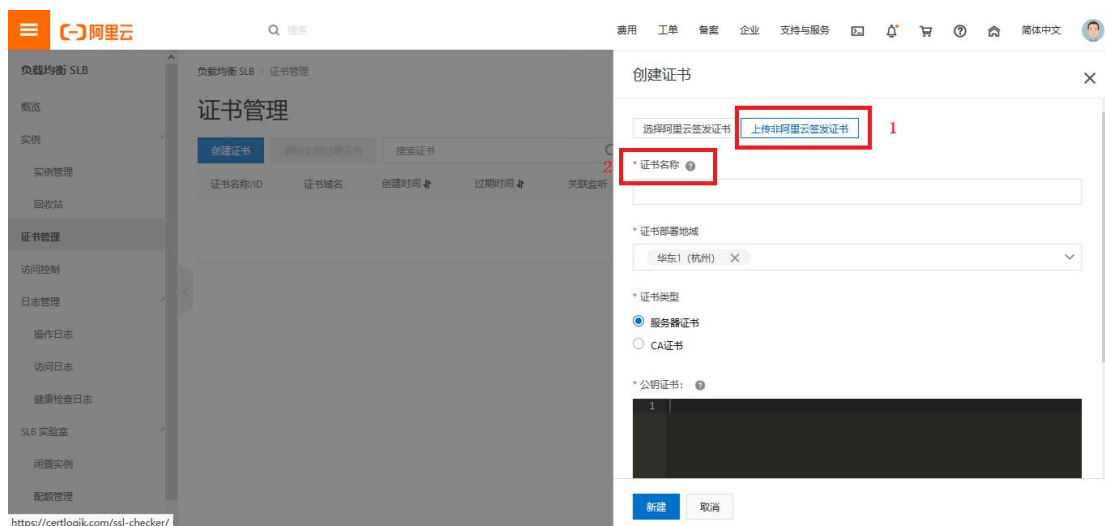 阿里云
搜索
费用 工单 备案 企业 支持与服务 简体中文
负载均衡 SLB
概览
实例
实例管理
回收站
证书管理
访问控制
日志管理
操作日志
访问日志
健康检查日志
SLB 实验室
闲置实例
配额管理
https://certlogik.com/ssl-checker/
负载均衡 SLB / 证书管理
证书管理
创建证书 删除全部过期证书 搜索证书
证书名称/ID 证书域名 创建时间 过期时间 关联监听
创建证书
选择阿里云签发证书 上传非阿里云签发证书 1
2 * 证书名称
* 证书部署地域
华东1 (杭州)
* 证书类型
服务器证书
CA证书
* 公钥证书:
1
新建 取消